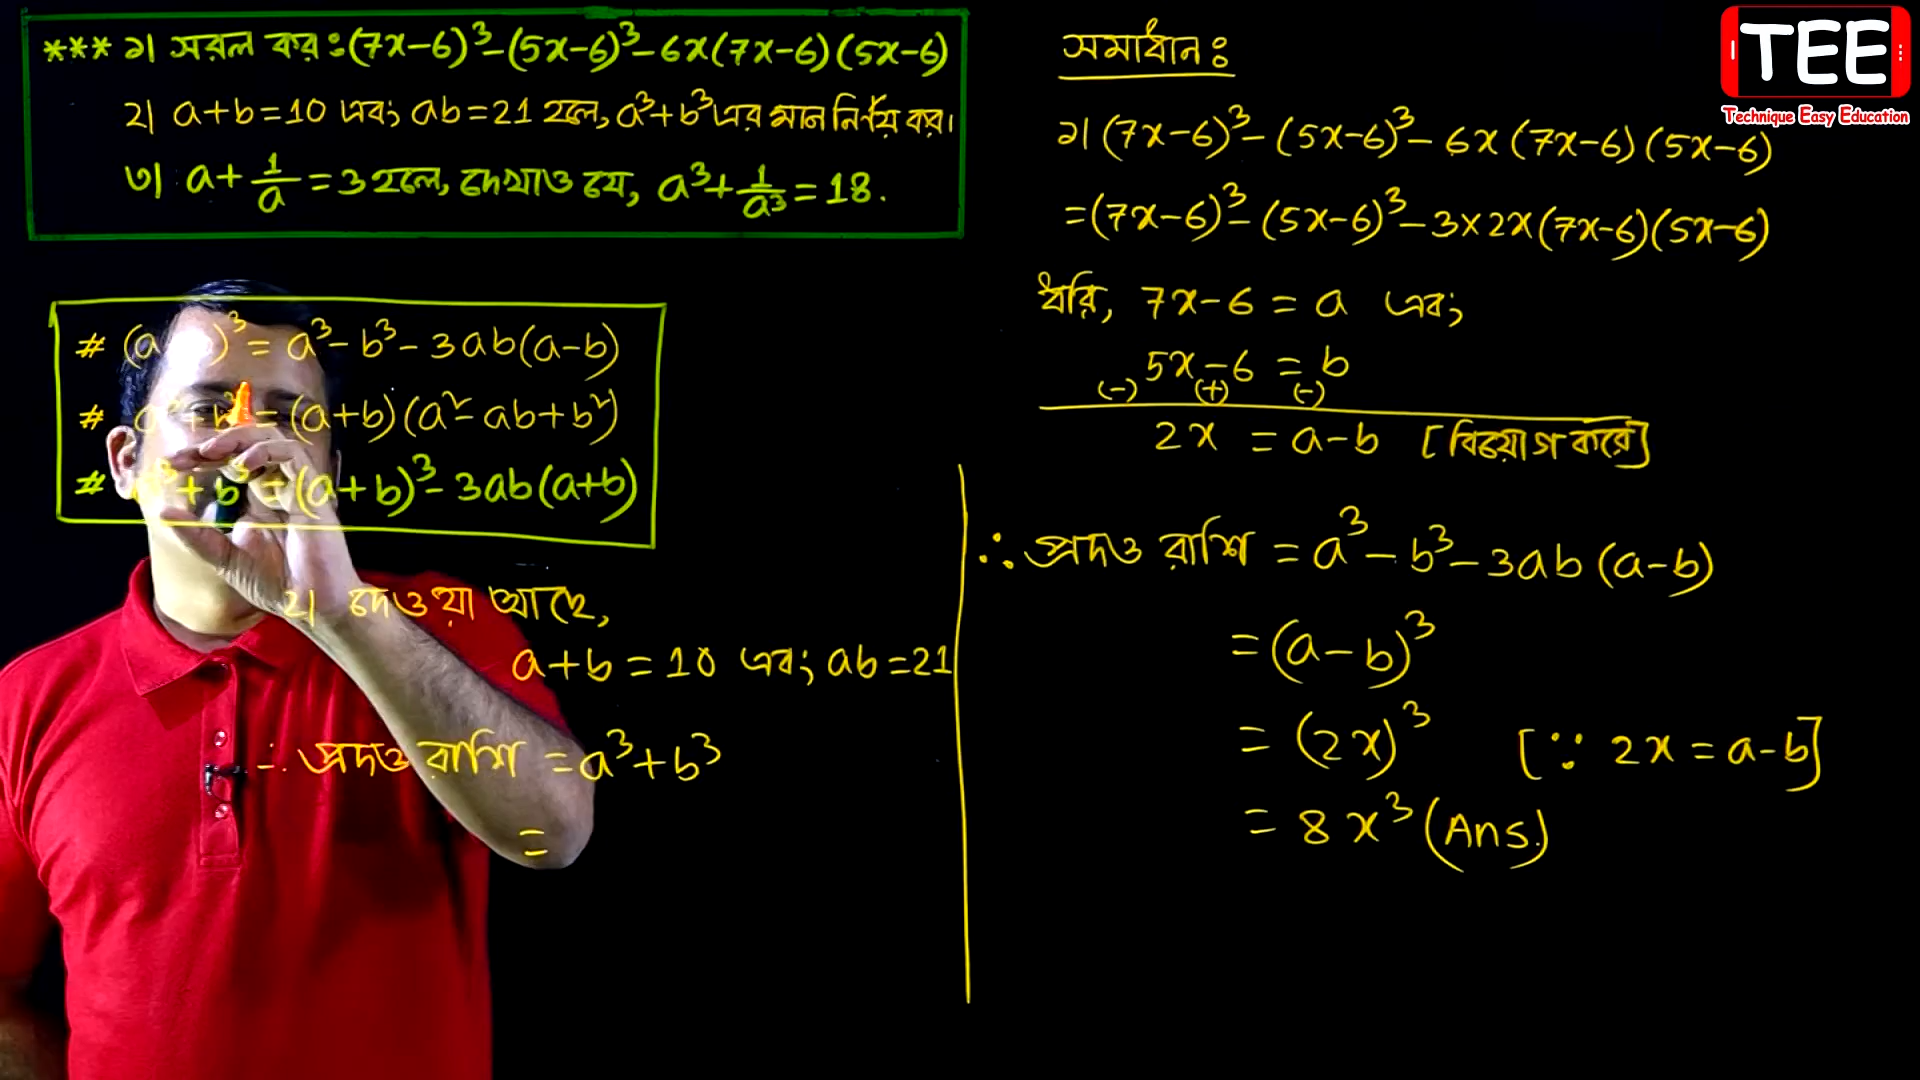 *** ১। সরল কর ঃ (7x-6)³-(5x-6)³-6x(7x-6)(5x-6)
২। a+b=10 এবং ab=21 হলে, a³+b³ এর মান নির্ণয় কর।
৩। a+1/a=3 হলে, দেখাও যে, a³+1/a³=18.
# (a )³ = a³-b³-3ab(a-b)
# a³+b³ = (a+b)(a²-ab+b²)
# a³+b³ = (a+b)³-3ab(a+b)
২। দেওয়া আছে,
a+b=10 এবং ab=21
∴ প্রদত্ত রাশি = a³+b³
=
সমাধান ঃ
১। (7x-6)³-(5x-6)³-6x(7x-6)(5x-6)
=(7x-6)³-(5x-6)³-3×2x(7x-6)(5x-6)
ধরি, 7x-6 = a এবং
5x-6 = b
(-) (+) (-)
2x = a-b [বিয়োগ করে]
∴ প্রদত্ত রাশি = a³-b³-3ab(a-b)
= (a-b)³
= (2x)³ [∵ 2x = a-b]
= 8x³ (Ans.)
TEE
Technique Easy Education